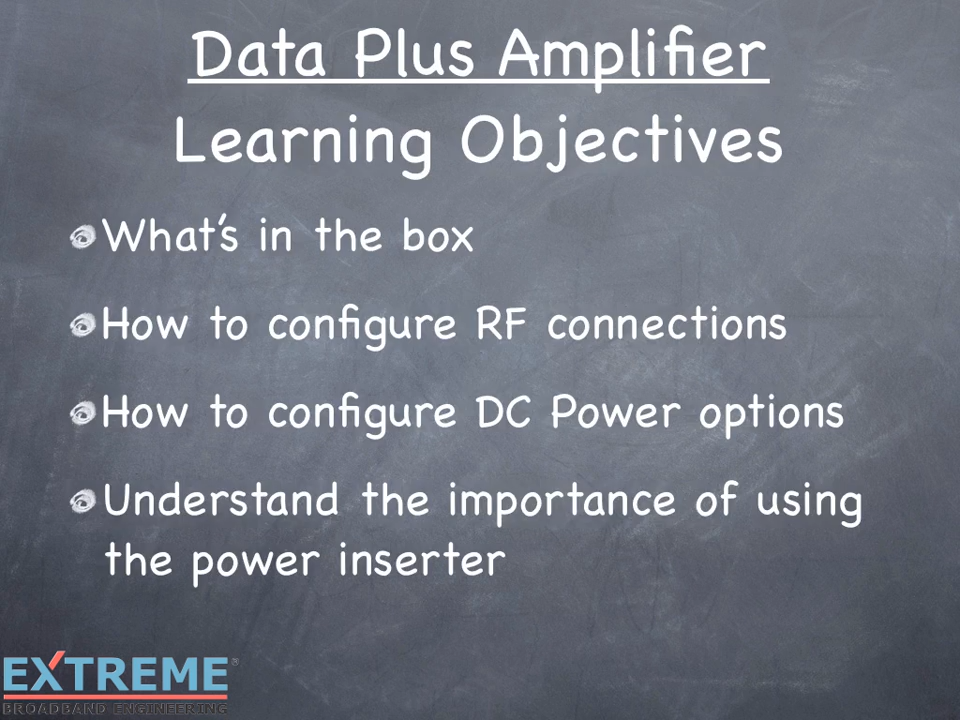 Data Plus Amplifier
Learning Objectives
What's in the box
How to configure RF connections
How to configure DC Power options
Understand the importance of using
the power inserter
EXTREME®
BROADBAND ENGINEERING